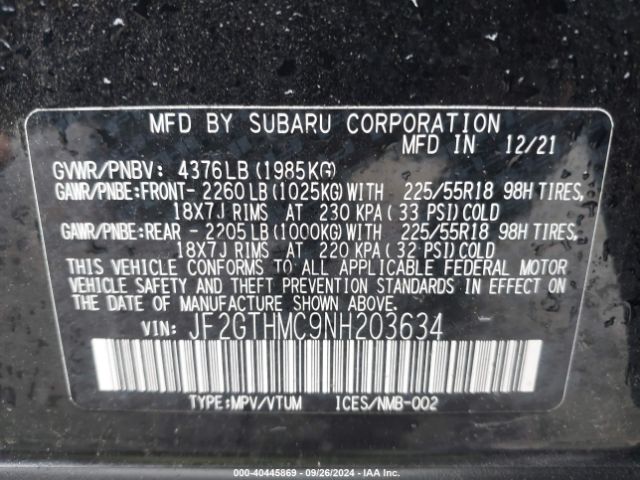 MFD BY SUBARU CORPORATION
MFD IN 12/21
GVWR/PNBV: 4376LB(1985KG)
GAWR/PNBE:FRONT-2260LB(1025KG)WITH 225/55R18 98H TIRES,
18X7J RIMS AT 230 KPA(33 PSI)COLD
GAWR/PNBE:REAR -2205LB(1000KG)WITH 225/55R18 98H TIRES,
18X7J RIMS AT 220 KPA(32 PSI)COLD
THIS VEHICLE CONFORMS TO ALL APPLICABLE FEDERAL MOTOR
VEHICLE SAFETY AND THEFT PREVENTION STANDARDS IN EFFECT ON
THE DATE OF MANUFACTURE SHOWN ABOVE.
VIN: JF2GTHMC9NH203634
TYPE:MPV/VTUM ICES/NMB-002
000-40445869 - 09/26/2024 - IAAI.COM